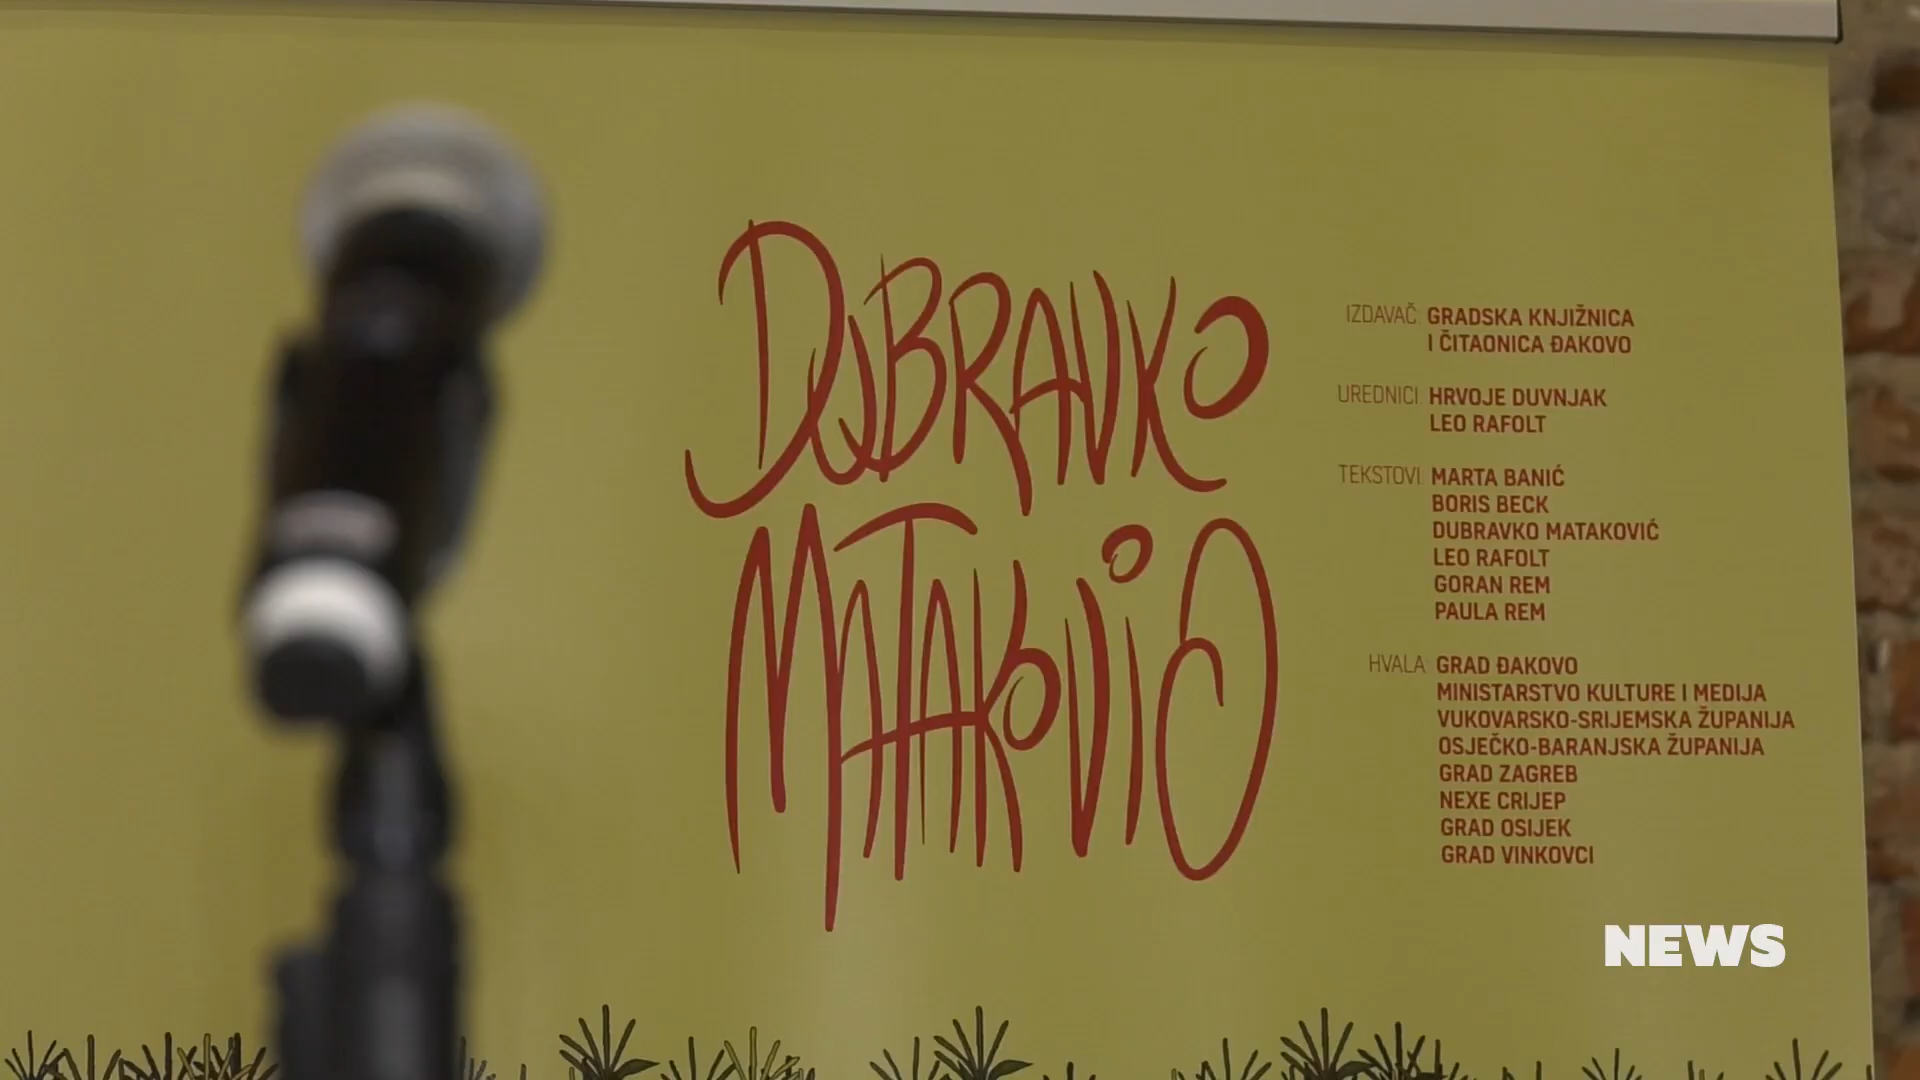 DUBRAVKO
MATAKOVIĆ
IZDAVAČ: GRADSKA KNJIŽNICA
I ČITAONICA ĐAKOVO
UREDNICI: HRVOJE DUVNJAK
LEO RAFOLT
TEKSTOVI: MARTA BANIĆ
BORIS BECK
DUBRAVKO MATAKOVIĆ
LEO RAFOLT
GORAN REM
PAULA REM
HVALA: GRAD ĐAKOVO
MINISTARSTVO KULTURE I MEDIJA
VUKOVARSKO-SRIJEMSKA ŽUPANIJA
OSJEČKO-BARANJSKA ŽUPANIJA
GRAD ZAGREB
NEXE CRIJEP
GRAD OSIJEK
GRAD VINKOVCI
NEWS